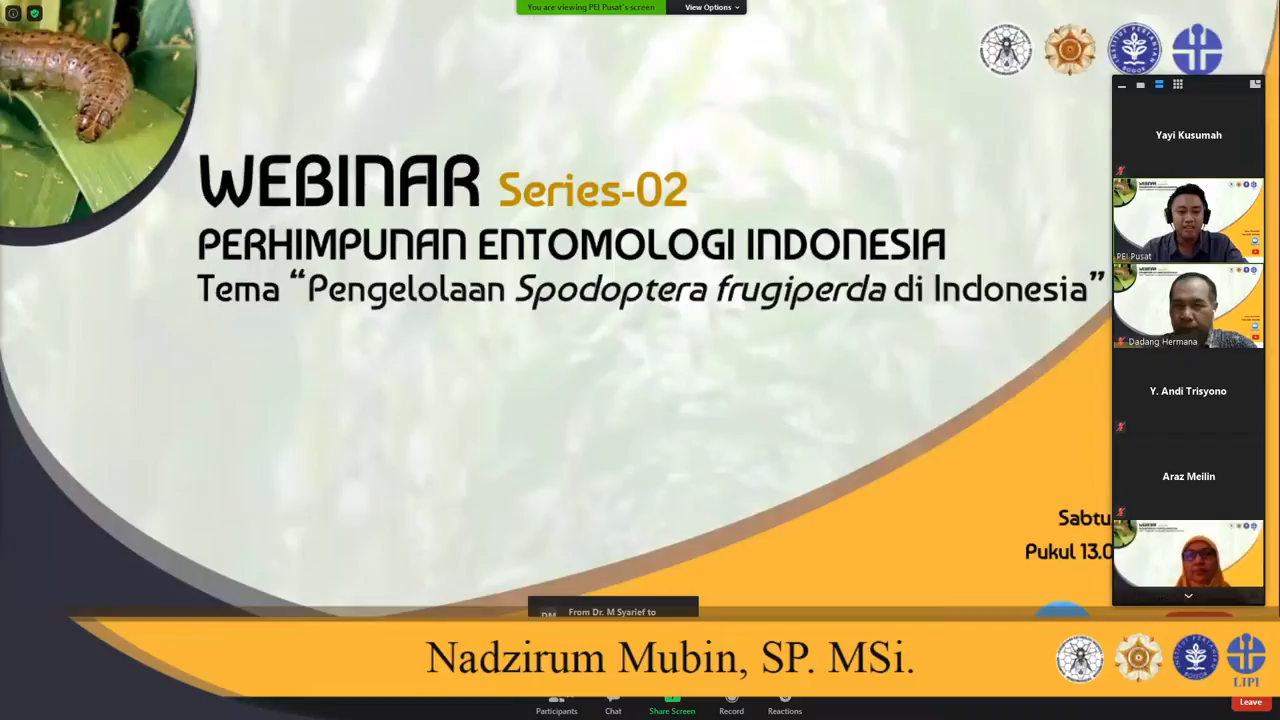 You are viewing PEI Pusat's screen
View Options
WEBINAR Series-02
PERHIMPUNAN ENTOMOLOGI INDONESIA
Tema “Pengelolaan Spodoptera frugiperda di Indonesia”
Sabtu
Pukul 13.0
Yayi Kusumah
PEI Pusat
Dadang Hermana
Y. Andi Trisyono
Araz Meilin
From Dr. M Syarief to
Nadzirum Mubin, SP. MSi.
LIPI
Participants
Chat
Share Screen
Record
Reactions
Leave